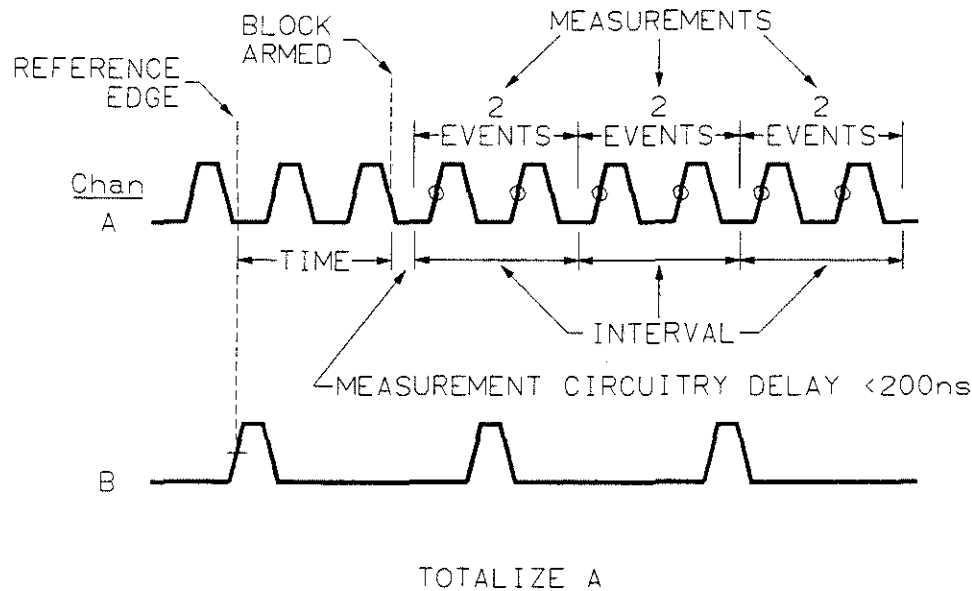 BLOCK
ARMED
MEASUREMENTS
REFERENCE
EDGE
2
EVENTS
2
EVENTS
2
EVENTS
Chan
A
TIME
INTERVAL
MEASUREMENT CIRCUITRY DELAY <200ns
B
TOTALIZE A